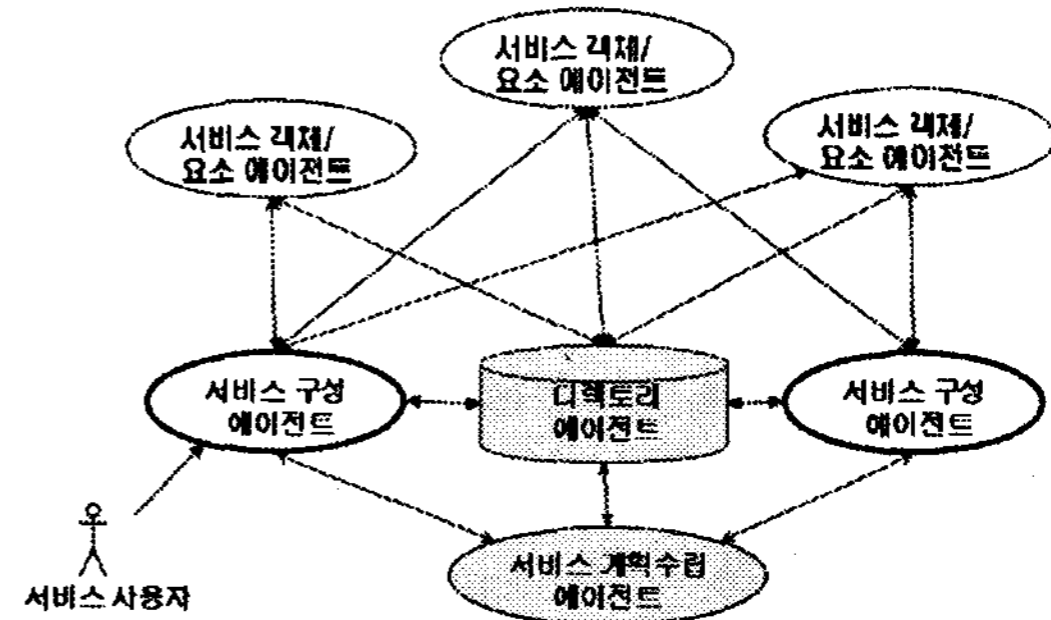 서비스 객체/
요소 에이전트
서비스 객체/
요소 에이전트
서비스 객체/
요소 에이전트
서비스 구성
에이전트
디렉토리
에이전트
서비스 구성
에이전트
서비스 계획수립
에이전트
서비스 사용자